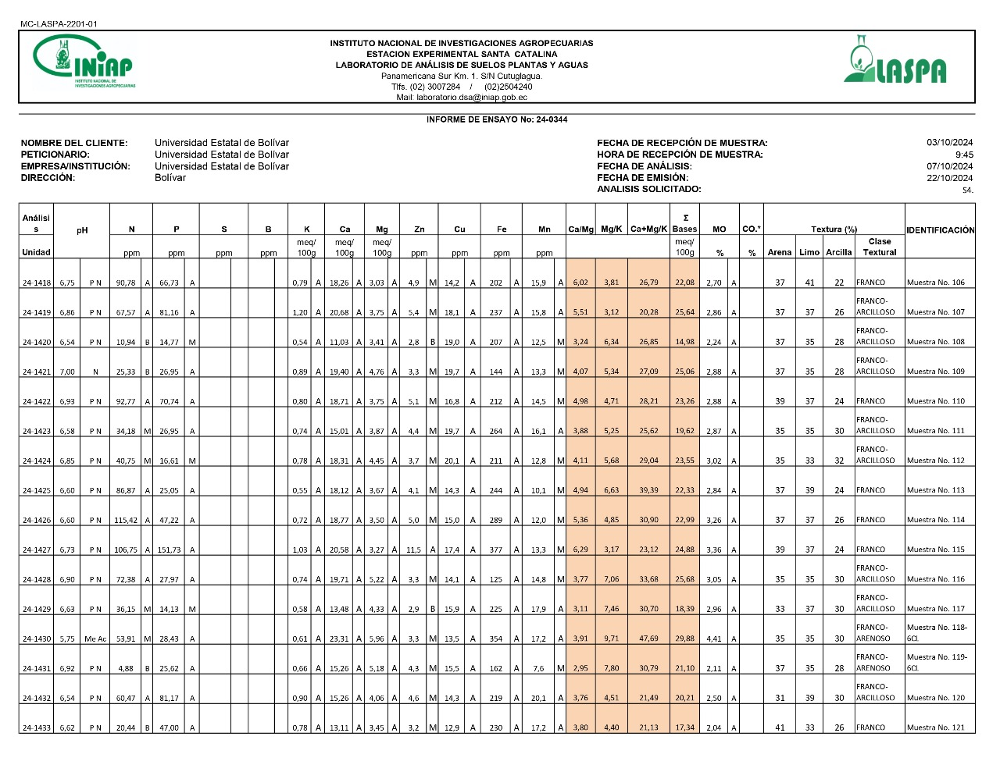 MC-LASPA-2201-01
INIAP
INSTITUTO NACIONAL DE
INVESTIGACIONES AGROPECUARIAS
INSTITUTO NACIONAL DE INVESTIGACIONES AGROPECUARIAS
ESTACION EXPERIMENTAL SANTA CATALINA
LABORATORIO DE ANÁLISIS DE SUELOS PLANTAS Y AGUAS
Panamericana Sur Km. 1. S/N Cutuglagua.
Tlfs. (02) 3007284 / (02)2504240
Mail: laboratorio.dsa@iniap.gob.ec
LASPA
INFORME DE ENSAYO No: 24-0344
NOMBRE DEL CLIENTE: Universidad Estatal de Bolívar
PETICIONARIO: Universidad Estatal de Bolívar
EMPRESA/INSTITUCIÓN: Universidad Estatal de Bolívar
DIRECCIÓN: Bolívar
FECHA DE RECEPCIÓN DE MUESTRA: 03/10/2024
HORA DE RECEPCIÓN DE MUESTRA: 9:45
FECHA DE ANÁLISIS: 07/10/2024
FECHA DE EMISIÓN: 22/10/2024
ANALISIS SOLICITADO: S4.
Análisi
s pH N P S B K Ca Mg Zn Cu Fe Mn Ca/Mg Mg/K Ca+Mg/K Σ
Bases MO CO.* Textura (%) IDENTIFICACIÓN
Unidad ppm ppm ppm ppm meq/
100g meq/
100g meq/
100g ppm ppm ppm ppm meq/
100g % % Arena Limo Arcilla Clase
Textural
24-1418 6,75 P N 90,78 A 66,73 A 0,79 A 18,26 A 3,03 A 4,9 M 14,2 A 202 A 15,9 A 6,02 3,81 26,79 22,08 2,70 A 37 41 22 FRANCO Muestra No. 106
24-1419 6,86 P N 67,57 A 81,16 A 1,20 A 20,68 A 3,75 A 5,4 M 18,1 A 237 A 15,8 A 5,51 3,12 20,28 25,64 2,86 A 37 37 26 FRANCO-
ARCILLOSO Muestra No. 107
24-1420 6,54 P N 10,94 B 14,77 M 0,54 A 11,03 A 3,41 A 2,8 B 19,0 A 207 A 12,5 M 3,24 6,34 26,85 14,98 2,24 A 37 35 28 FRANCO-
ARCILLOSO Muestra No. 108
24-1421 7,00 N 25,33 B 26,95 A 0,89 A 19,40 A 4,76 A 3,3 M 19,7 A 144 A 13,3 M 4,07 5,34 27,09 25,06 2,88 A 37 35 28 FRANCO-
ARCILLOSO Muestra No. 109
24-1422 6,93 P N 92,77 A 70,74 A 0,80 A 18,71 A 3,75 A 5,1 M 16,8 A 212 A 14,5 M 4,98 4,71 28,21 23,26 2,88 A 39 37 24 FRANCO Muestra No. 110
24-1423 6,58 P N 34,18 M 26,95 A 0,74 A 15,01 A 3,87 A 4,4 M 19,7 A 264 A 16,1 A 3,88 5,25 25,62 19,62 2,87 A 35 35 30 FRANCO-
ARCILLOSO Muestra No. 111
24-1424 6,85 P N 40,75 M 16,61 M 0,78 A 18,31 A 4,45 A 3,7 M 20,1 A 211 A 12,8 M 4,11 5,68 29,04 23,55 3,02 A 35 33 32 FRANCO-
ARCILLOSO Muestra No. 112
24-1425 6,60 P N 86,87 A 25,05 A 0,55 A 18,12 A 3,67 A 4,1 M 14,3 A 244 A 10,1 M 4,94 6,63 39,39 22,33 2,84 A 37 39 24 FRANCO Muestra No. 113
24-1426 6,60 P N 115,42 A 47,22 A 0,72 A 18,77 A 3,50 A 5,0 M 15,0 A 289 A 12,0 M 5,36 4,85 30,90 22,99 3,26 A 37 37 26 FRANCO Muestra No. 114
24-1427 6,73 P N 106,75 A 151,73 A 1,03 A 20,58 A 3,27 A 11,5 A 17,4 A 377 A 13,3 M 6,29 3,17 23,12 24,88 3,36 A 39 37 24 FRANCO Muestra No. 115
24-1428 6,90 P N 72,38 A 27,97 A 0,74 A 19,71 A 5,22 A 3,3 M 14,1 A 125 A 14,8 M 3,77 7,06 33,68 25,68 3,05 A 35 35 30 FRANCO-
ARCILLOSO Muestra No. 116
24-1429 6,63 P N 36,15 M 14,13 M 0,58 A 13,48 A 4,33 A 2,9 B 15,9 A 225 A 17,9 A 3,11 7,46 30,70 18,39 2,96 A 33 37 30 FRANCO-
ARCILLOSO Muestra No. 117
24-1430 5,75 Me Ac 53,91 M 28,43 A 0,61 A 23,31 A 5,96 A 3,3 M 13,5 A 354 A 17,2 A 3,91 9,71 47,69 29,88 4,41 A 35 35 30 FRANCO-
ARENOSO Muestra No. 118-
6CL
24-1431 6,92 P N 4,88 B 25,62 A 0,66 A 15,26 A 5,18 A 4,3 M 15,5 A 162 A 7,6 M 2,95 7,80 30,79 21,10 2,11 A 37 35 28 FRANCO-
ARENOSO Muestra No. 119-
6CL
24-1432 6,54 P N 60,47 A 81,17 A 0,90 A 15,26 A 4,06 A 4,6 M 14,3 A 219 A 20,1 A 3,76 4,51 21,49 20,21 2,50 A 31 39 30 FRANCO-
ARCILLOSO Muestra No. 120
24-1433 6,62 P N 20,44 B 47,00 A 0,78 A 13,11 A 3,45 A 3,2 M 12,9 A 230 A 17,2 A 3,80 4,40 21,13 17,34 2,04 A 41 33 26 FRANCO Muestra No. 121